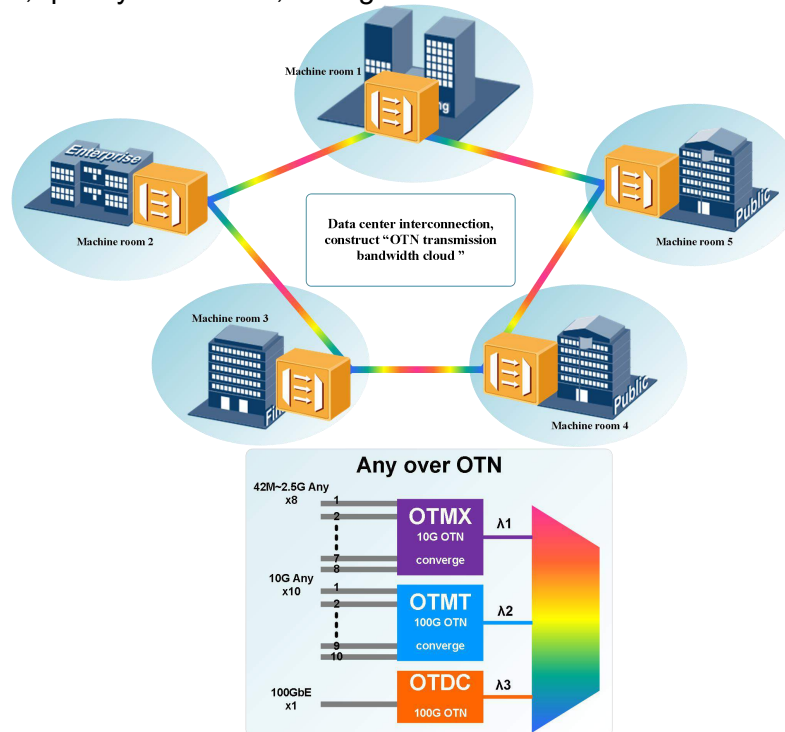 Machine room 1
Enterprise
Machine room 2
Public
Machine room 5
Data center interconnection,
construct “OTN transmission
bandwidth cloud ”
Machine room 3
Machine room 4
Public
Any over OTN
42M~2.5G Any
x8
1
2
7
8
OTMX
10G OTN
converge
λ1
10G Any
x10
1
2
9
10
OTMT
100G OTN
converge
λ2
100GbE
x1
OTDC
100G OTN
λ3